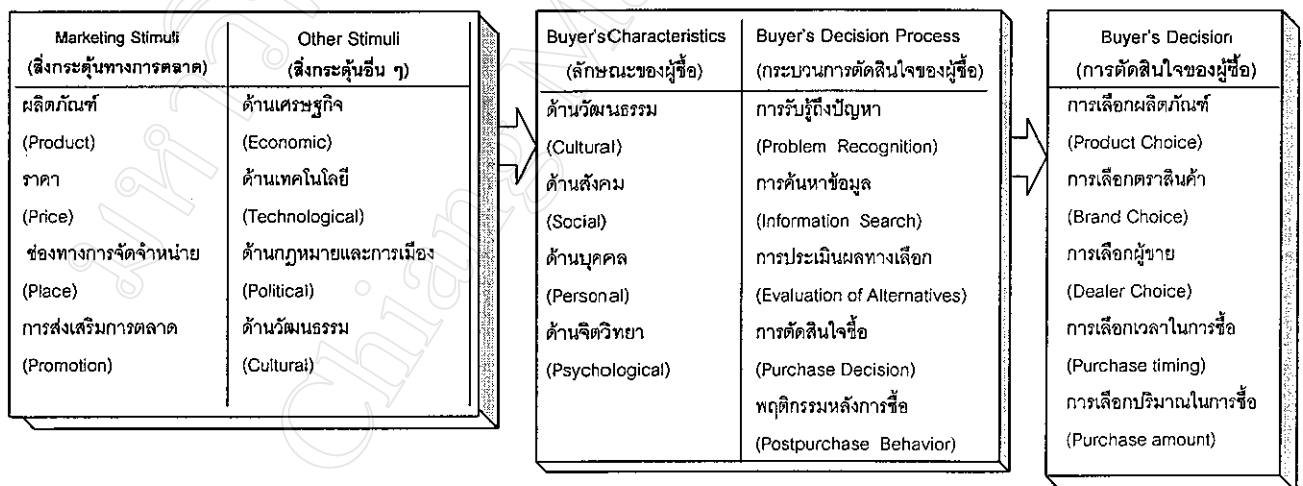 Marketing Stimuli
(สิ่งกระตุ้นทางการตลาด)
ผลิตภัณฑ์
(Product)
ราคา
(Price)
ช่องทางการจัดจำหน่าย
(Place)
การส่งเสริมการตลาด
(Promotion)
Other Stimuli
(สิ่งกระตุ้นอื่น ๆ)
ด้านเศรษฐกิจ
(Economic)
ด้านเทคโนโลยี
(Technological)
ด้านกฎหมายและการเมือง
(Political)
ด้านวัฒนธรรม
(Cultural)
Buyer's Characteristics
(ลักษณะของผู้ซื้อ)
ด้านวัฒนธรรม
(Cultural)
ด้านสังคม
(Social)
ด้านบุคคล
(Personal)
ด้านจิตวิทยา
(Psychological)
Buyer's Decision Process
(กระบวนการตัดสินใจของผู้ซื้อ)
การรับรู้ถึงปัญหา
(Problem Recognition)
การค้นหาข้อมูล
(Information Search)
การประเมินผลทางเลือก
(Evaluation of Alternatives)
การตัดสินใจซื้อ
(Purchase Decision)
พฤติกรรมหลังการซื้อ
(Postpurchase Behavior)
Buyer's Decision
(การตัดสินใจของผู้ซื้อ)
การเลือกผลิตภัณฑ์
(Product Choice)
การเลือกตราสินค้า
(Brand Choice)
การเลือกผู้ขาย
(Dealer Choice)
การเลือกเวลาในการซื้อ
(Purchase timing)
การเลือกปริมาณในการซื้อ
(Purchase amount)
Chiang Ma